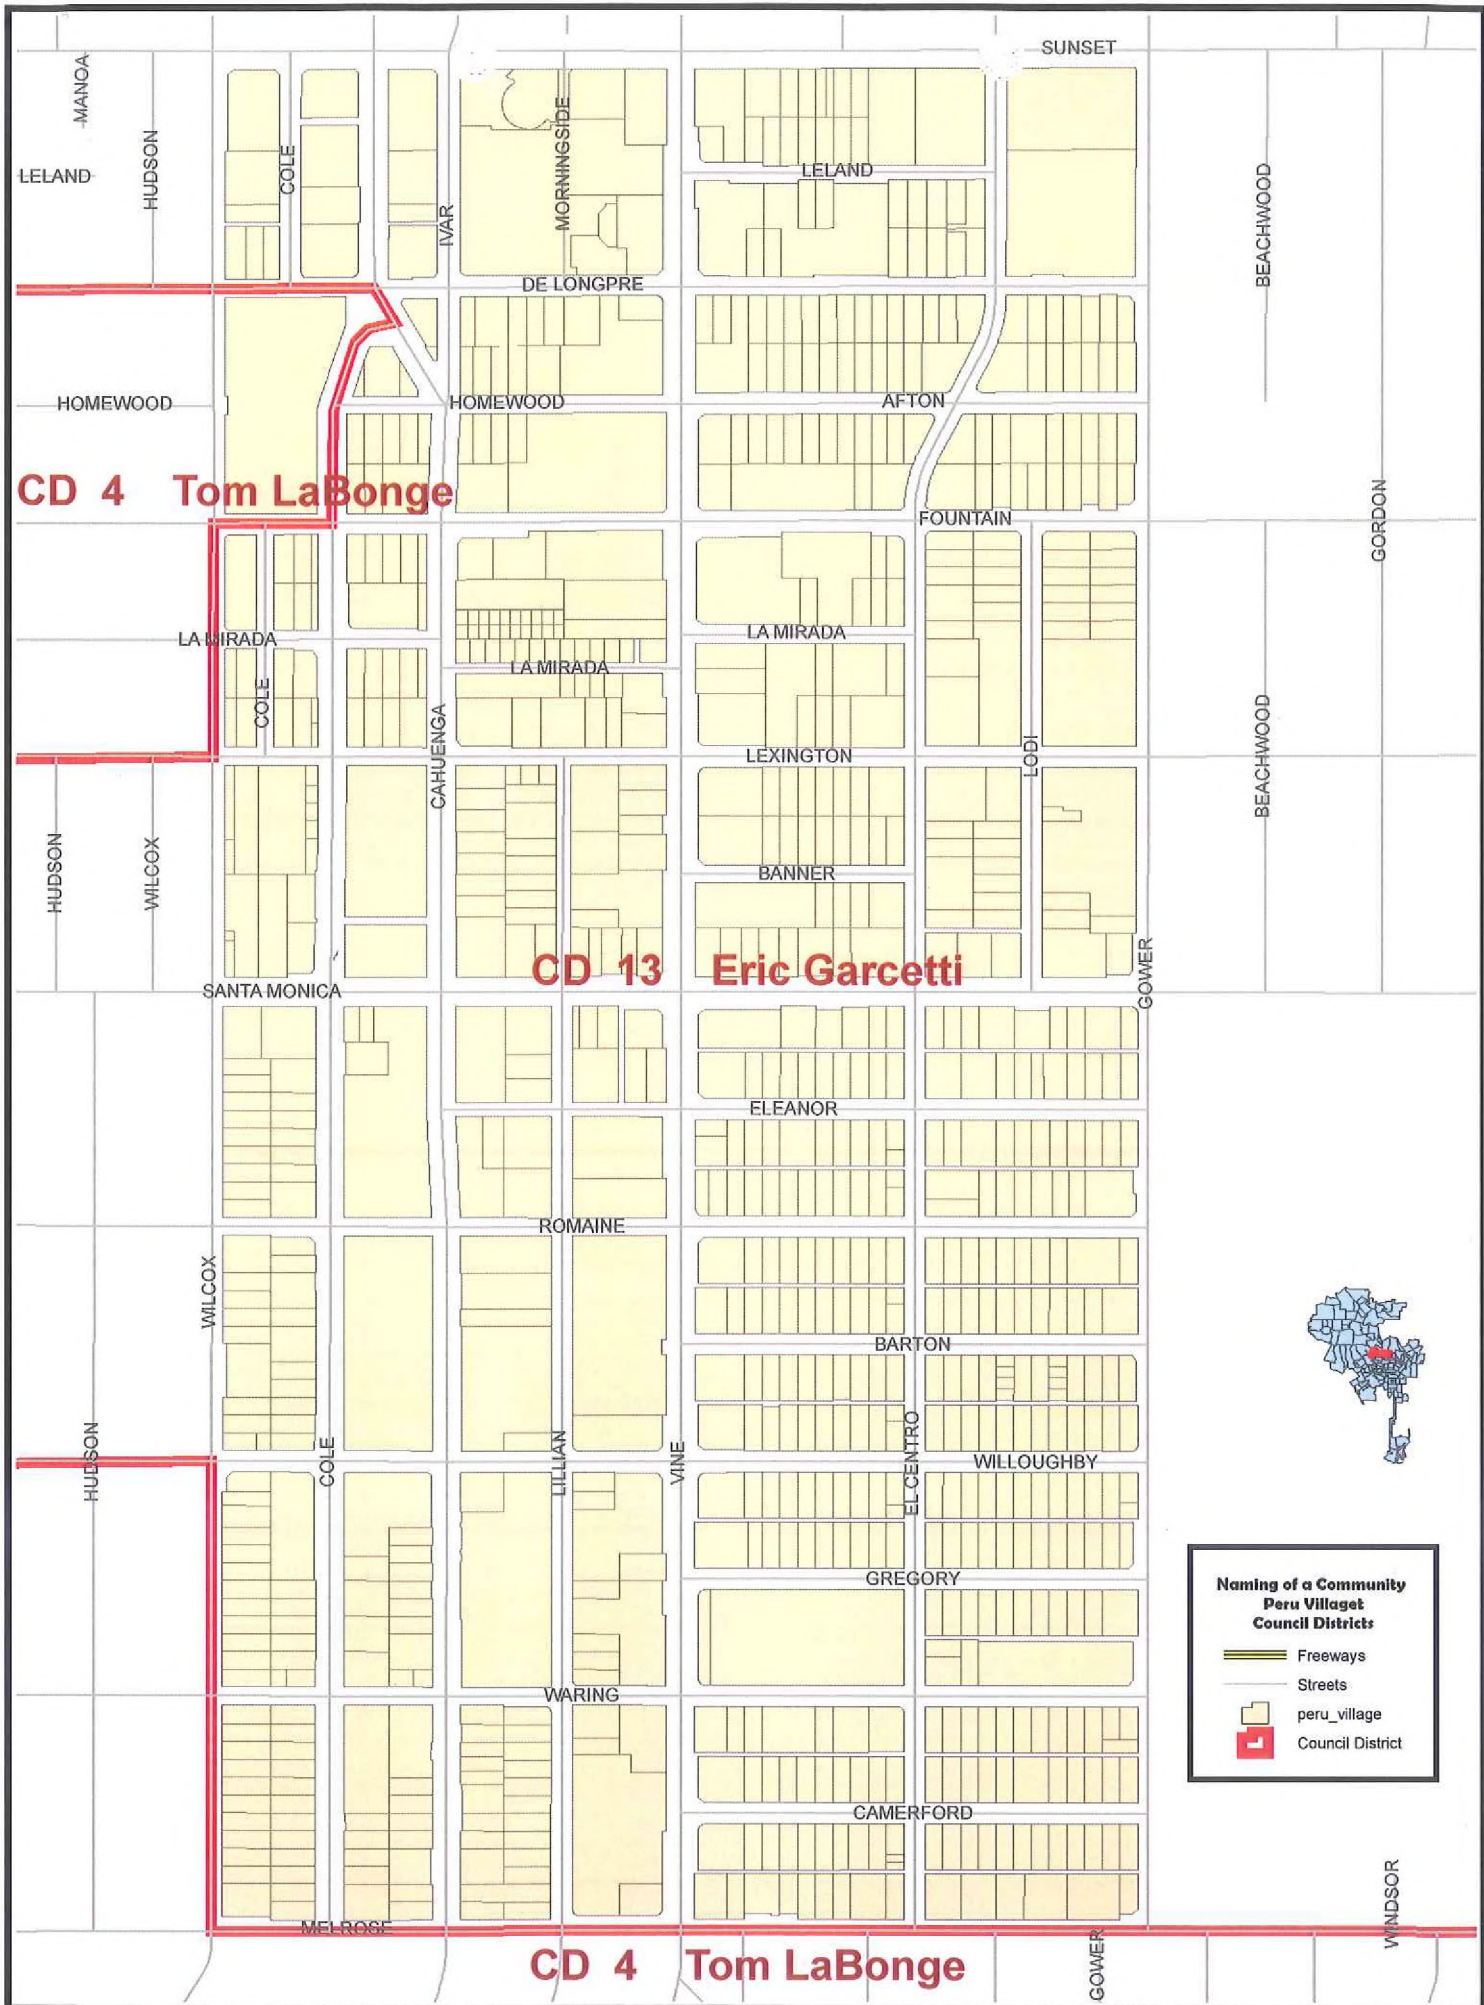 SUNSET
MANOA
HUDSON
COLE
MORNINGSIDE
LELAND
LELAND
IVAR
BEACHWOOD
DE LONGPRE
HOMEWOOD
HOMEWOOD
AFTON
CD 4 Tom LaBonge
FOUNTAIN
GORDON
LA MIRADA
LA MIRADA
LA MIRADA
COLE
CAHUENGA
LEXINGTON
LODI
BEACHWOOD
HUDSON
WILCOX
BANNER
CD 13 Eric Garcetti
GOWER
SANTA MONICA
ELEANOR
ROMAINE
WILCOX
BARTON
HUDSON
COLE
LILLIAN
VINE
EL CENTRO
WILLOUGHBY
GREGORY
Naming of a Community
Peru Villaget
Council Districts
Freeways
Streets
peru_village
Council District
WARING
CAMERFORD
MELROSE
WINDSOR
CD 4 Tom LaBonge
GOWER